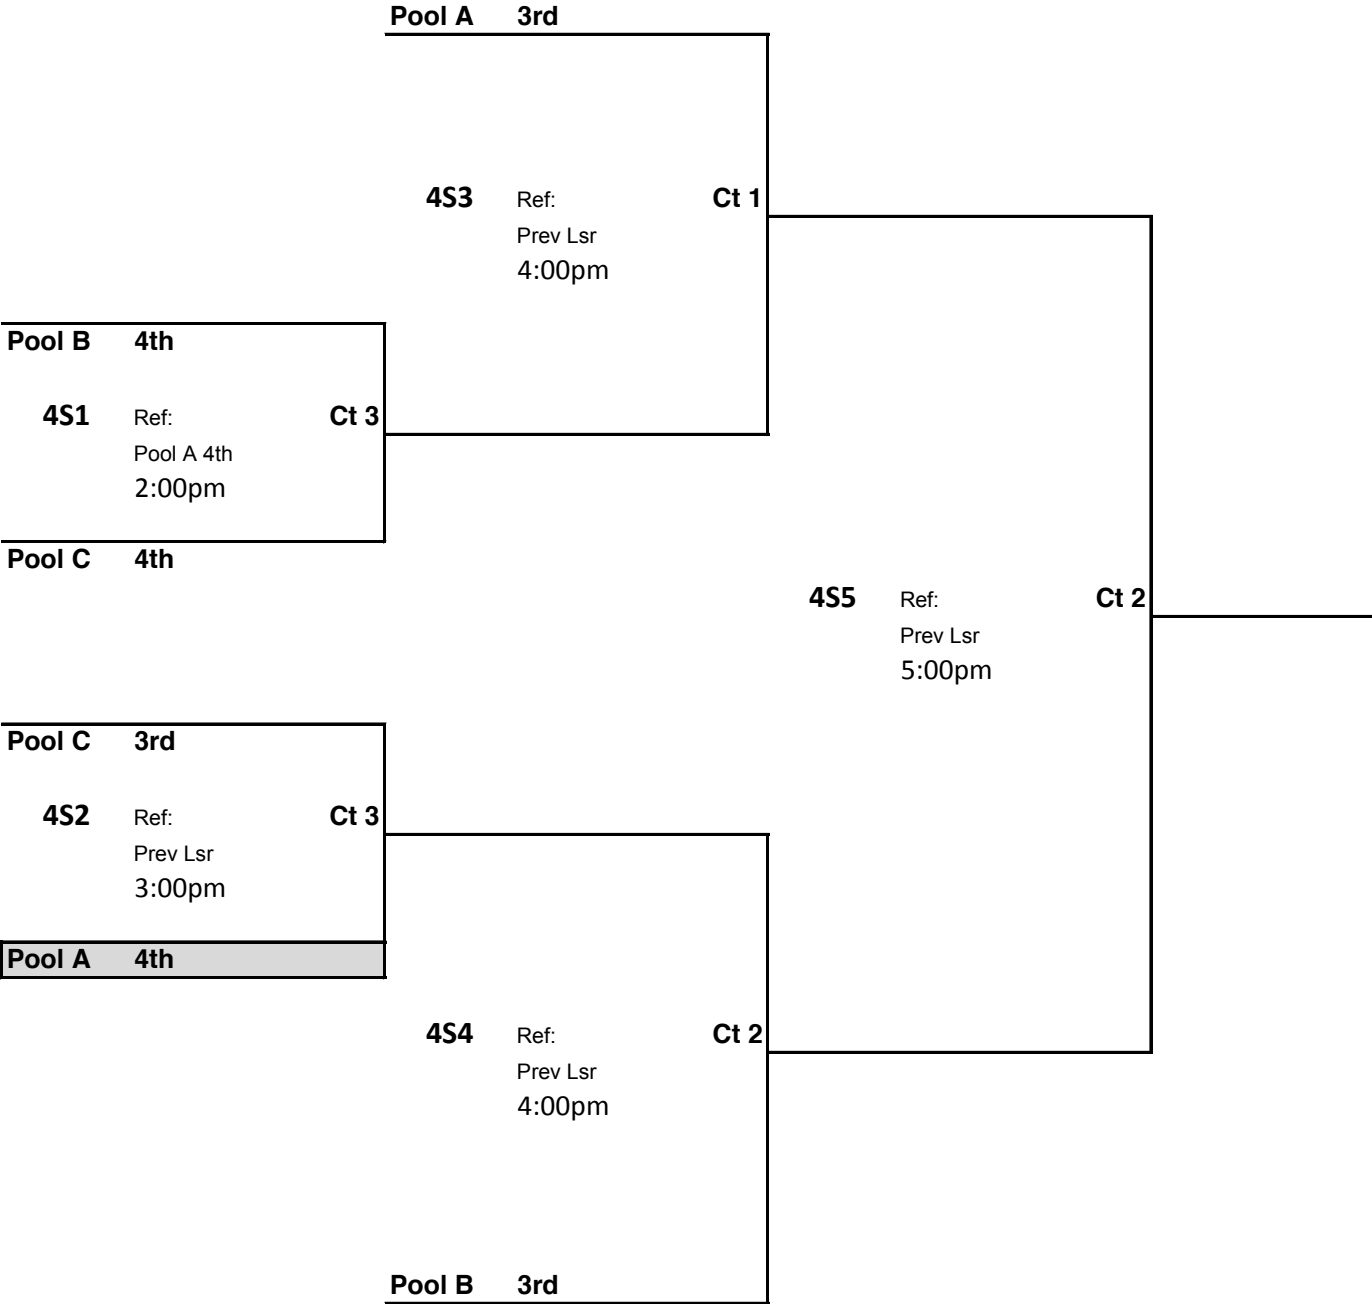 Pool A 3rd
4S3 Ref: Ct 1
Prev Lsr
4:00pm
Pool B 4th
4S1 Ref: Ct 3
Pool A 4th
2:00pm
Pool C 4th
4S5 Ref: Ct 2
Prev Lsr
5:00pm
Pool C 3rd
4S2 Ref: Ct 3
Prev Lsr
3:00pm
Pool A 4th
4S4 Ref: Ct 2
Prev Lsr
4:00pm
Pool B 3rd